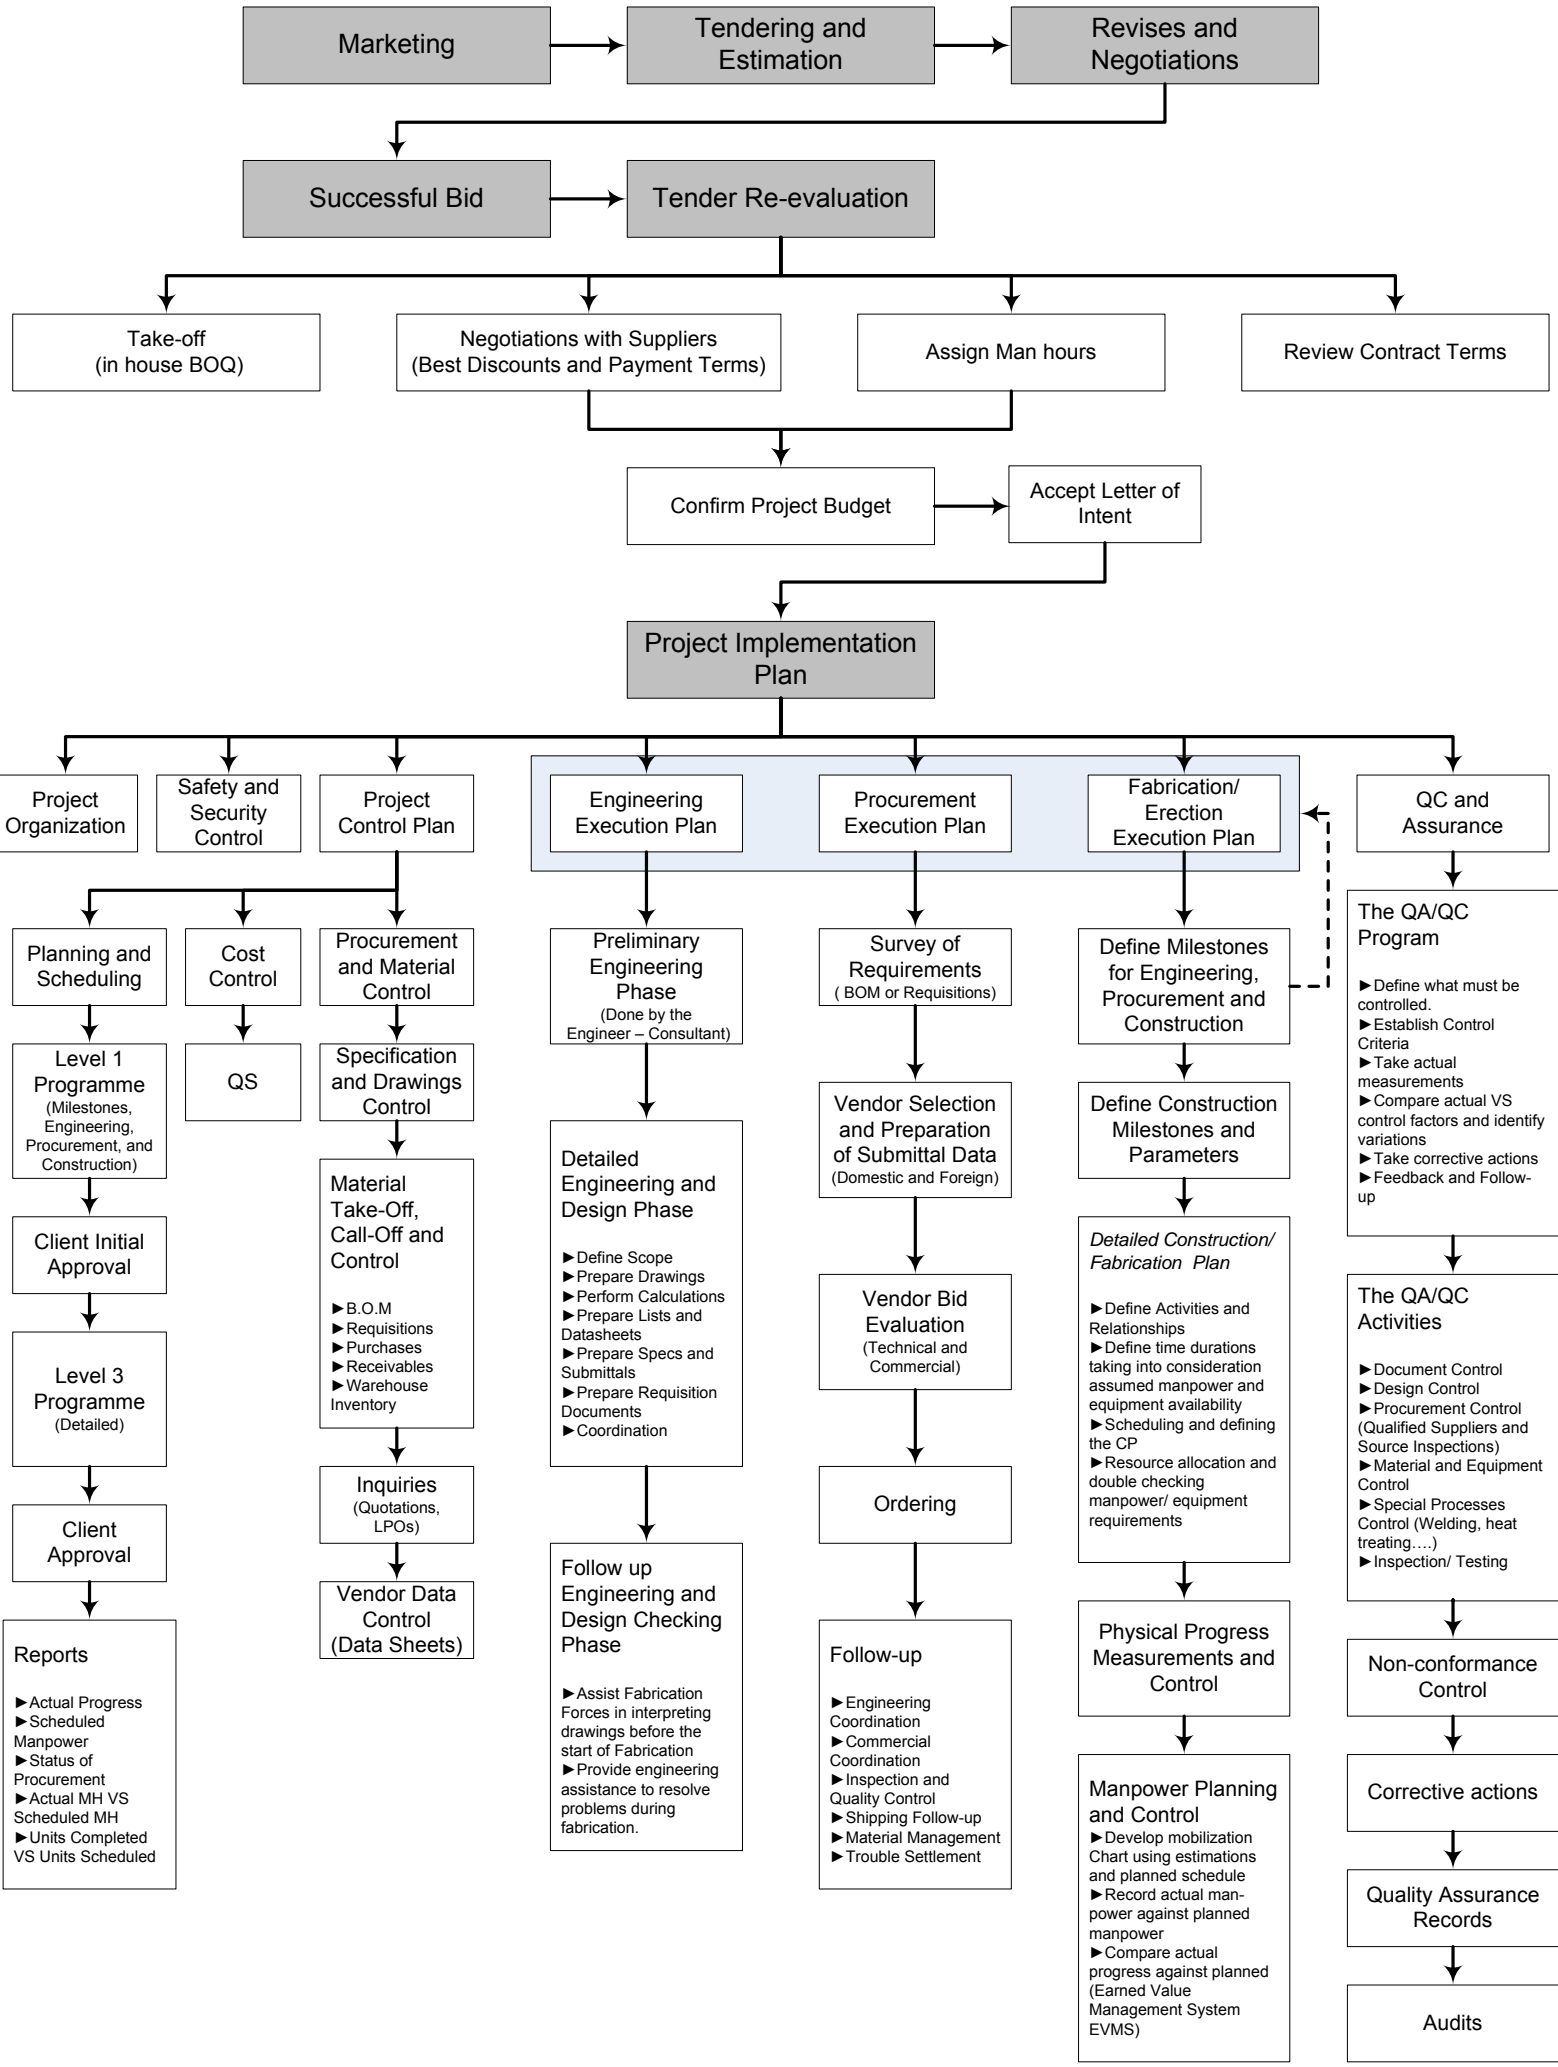 Marketing
Tendering and
Estimation
Revises and
Negotiations
Successful Bid
Tender Re-evaluation
Take-off
(in house BOQ)
Negotiations with Suppliers
(Best Discounts and Payment Terms)
Assign Man hours
Review Contract Terms
Confirm Project Budget
Accept Letter of
Intent
Project Implementation
Plan
Project
Organization
Safety and
Security
Control
Project
Control Plan
Engineering
Execution Plan
Procurement
Execution Plan
Fabrication/
Erection
Execution Plan
QC and
Assurance
Planning and
Scheduling
Level 1
Programme
(Milestones,
Engineering,
Procurement, and
Construction)
Client Initial
Approval
Level 3
Programme
(Detailed)
Client
Approval
Reports
►Actual Progress
►Scheduled
Manpower
►Status of
Procurement
►Actual MH VS
Scheduled MH
►Units Completed
VS Units Scheduled
Cost
Control
QS
Procurement
and Material
Control
Specification
and Drawings
Control
Material
Take-Off,
Call-Off and
Control
►B.O.M
►Requisitions
►Purchases
►Receivables
►Warehouse
Inventory
Inquiries
(Quotations,
LPOs)
Vendor Data
Control
(Data Sheets)
Preliminary
Engineering
Phase
(Done by the
Engineer – Consultant)
Detailed
Engineering and
Design Phase
►Define Scope
►Prepare Drawings
►Perform Calculations
►Prepare Lists and
Datasheets
►Prepare Specs and
Submittals
►Prepare Requisition
Documents
►Coordination
Follow up
Engineering and
Design Checking
Phase
►Assist Fabrication
Forces in interpreting
drawings before the
start of Fabrication
►Provide engineering
assistance to resolve
problems during
fabrication.
Survey of
Requirements
( BOM or Requisitions)
Vendor Selection
and Preparation
of Submittal Data
(Domestic and Foreign)
Vendor Bid
Evaluation
(Technical and
Commercial)
Ordering
Follow-up
►Engineering
Coordination
►Commercial
Coordination
►Inspection and
Quality Control
►Shipping Follow-up
►Material Management
►Trouble Settlement
Define Milestones
for Engineering,
Procurement and
Construction
Define Construction
Milestones and
Parameters
Detailed Construction/
Fabrication Plan
►Define Activities and
Relationships
►Define time durations
taking into consideration
assumed manpower and
equipment availability
►Scheduling and defining
the CP
►Resource allocation and
double checking
manpower/ equipment
requirements
Physical Progress
Measurements and
Control
Manpower Planning
and Control
►Develop mobilization
Chart using estimations
and planned schedule
►Record actual man-
power against planned
manpower
►Compare actual
progress against planned
(Earned Value
Management System
EVMS)
The QA/QC
Program
►Define what must be
controlled.
►Establish Control
Criteria
►Take actual
measurements
►Compare actual VS
control factors and identify
variations
►Take corrective actions
►Feedback and Follow-
up
The QA/QC
Activities
►Document Control
►Design Control
►Procurement Control
(Qualified Suppliers and
Source Inspections)
►Material and Equipment
Control
►Special Processes
Control (Welding, heat
treating….)
►Inspection/ Testing
Non-conformance
Control
Corrective actions
Quality Assurance
Records
Audits